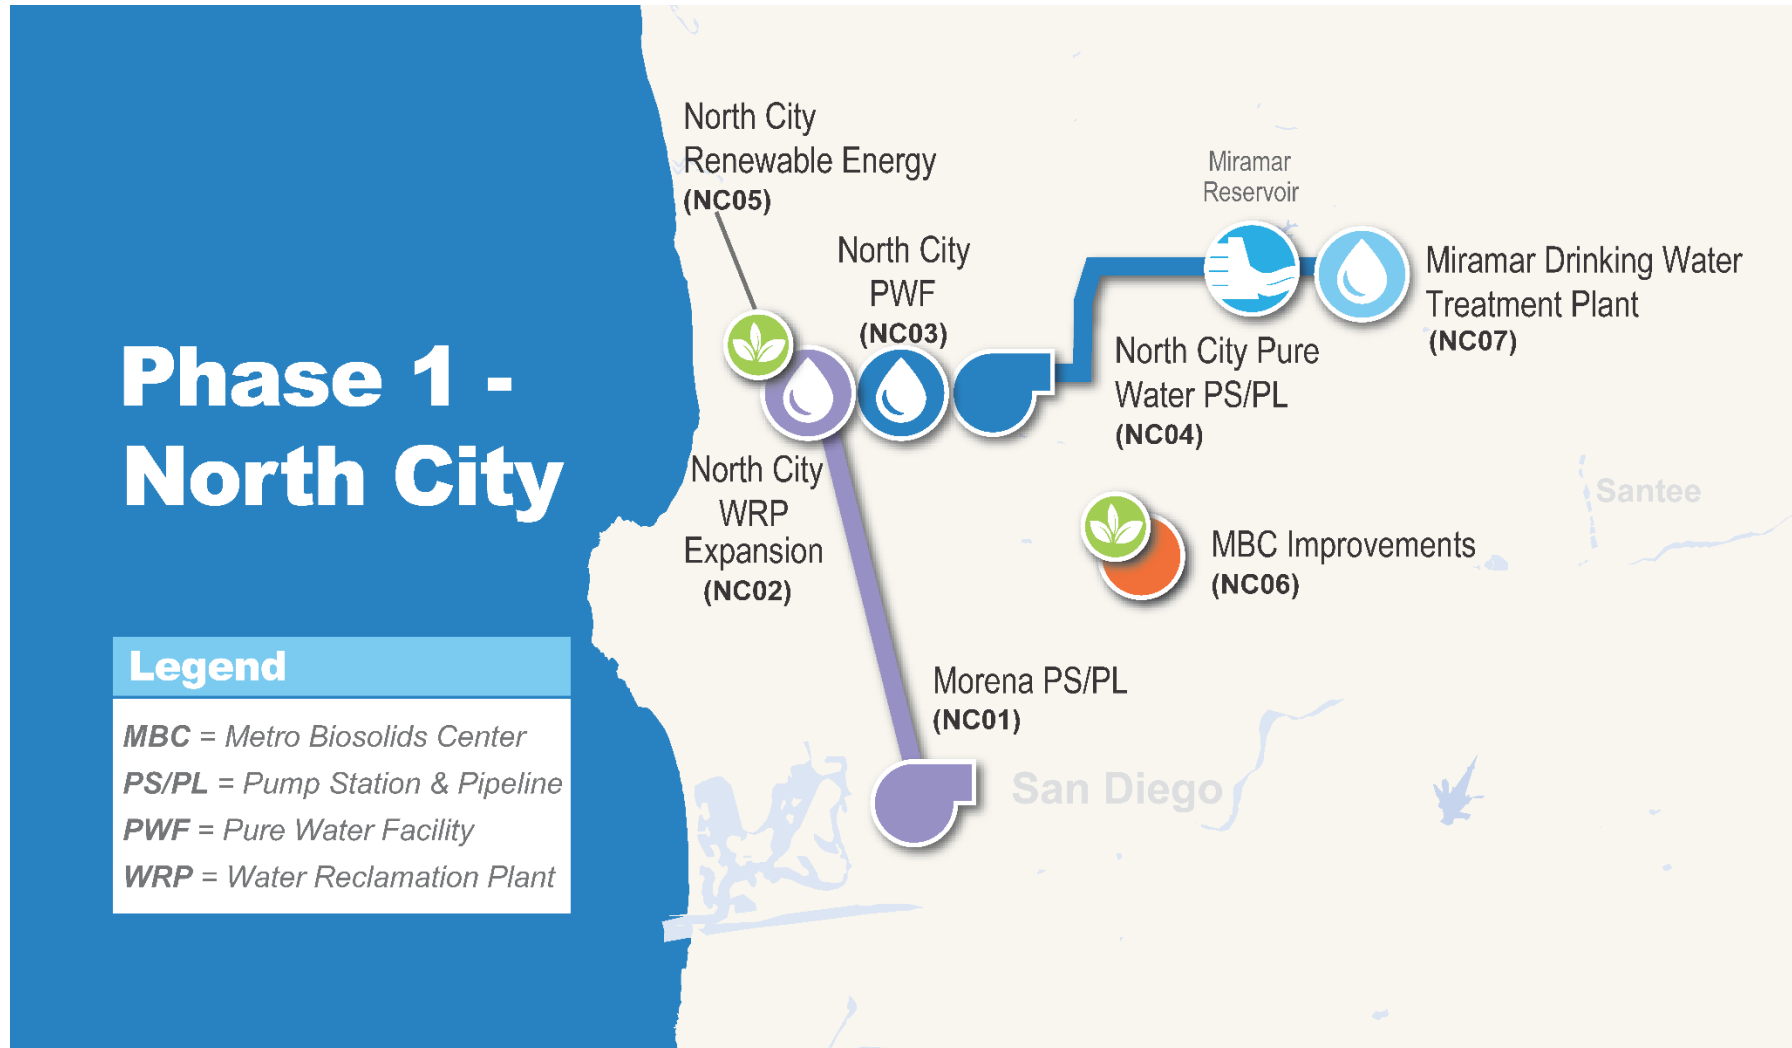 Phase 1 -
North City
Legend
MBC = Metro Biosolids Center
PS/PL = Pump Station & Pipeline
PWF = Pure Water Facility
WRP = Water Reclamation Plant
North City
Renewable Energy
(NC05)
North City
PWF
(NC03)
Miramar
Reservoir
Miramar Drinking Water
Treatment Plant
(NC07)
North City Pure
Water PS/PL
(NC04)
North City
WRP
Expansion
(NC02)
Santee
MBC Improvements
(NC06)
Morena PS/PL
(NC01)
San Diego